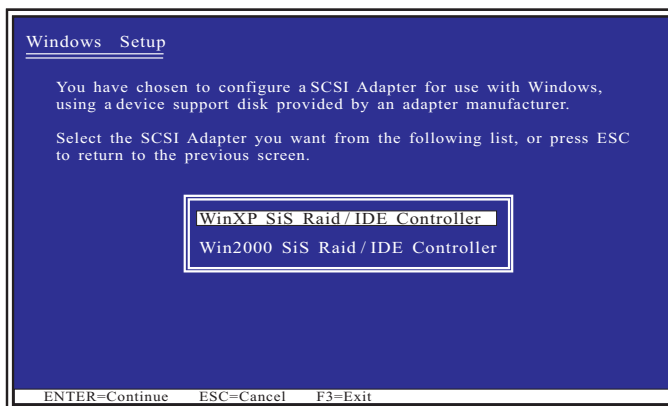 Windows Setup
You have chosen to configure a SCSI Adapter for use with Windows,
using a device support disk provided by an adapter manufacturer.
Select the SCSI Adapter you want from the following list, or press ESC
to return to the previous screen.
WinXP SiS Raid / IDE Controller
Win2000 SiS Raid / IDE Controller
ENTER=Continue ESC=Cancel F3=Exit